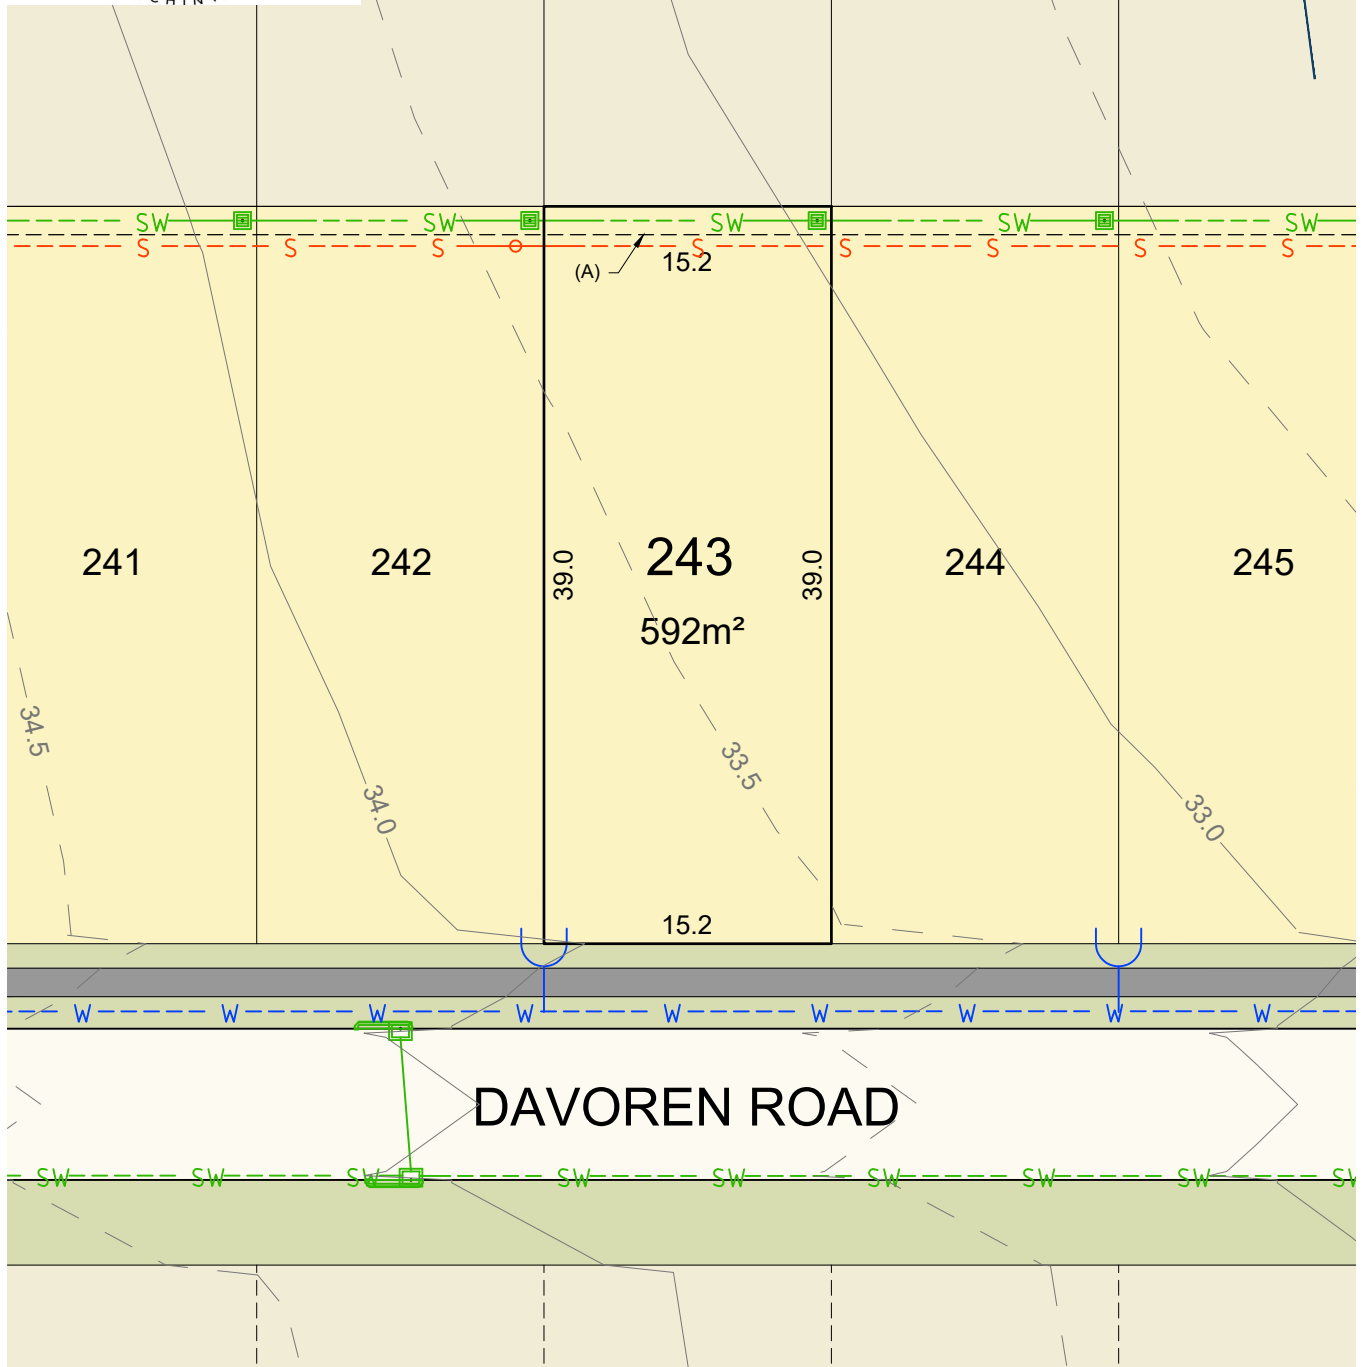 SW SW SW SW SW
S S S S S S S S S
(A) 15.2
241 242 243 244 245
39.0 39.0
592m²
34.5 34.0 33.5 33.0
15.2
W W W W W W W W W
DAVOREN ROAD
SW SW SW SW SW SW SW SW SW